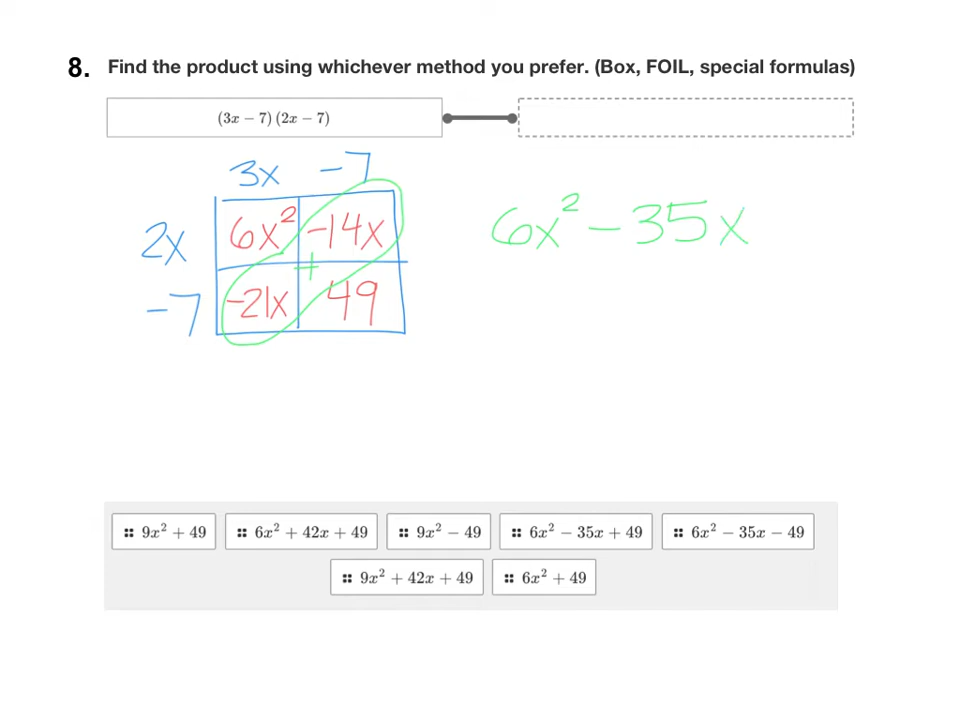 8. Find the product using whichever method you prefer. (Box, FOIL, special formulas)
(3x − 7) (2x − 7)
3x −7
2x 6x² −14x 6x² − 35x
+
−7 −21x 49
9x² + 49 6x² + 42x + 49 9x² − 49 6x² − 35x + 49 6x² − 35x − 49
9x² + 42x + 49 6x² + 49